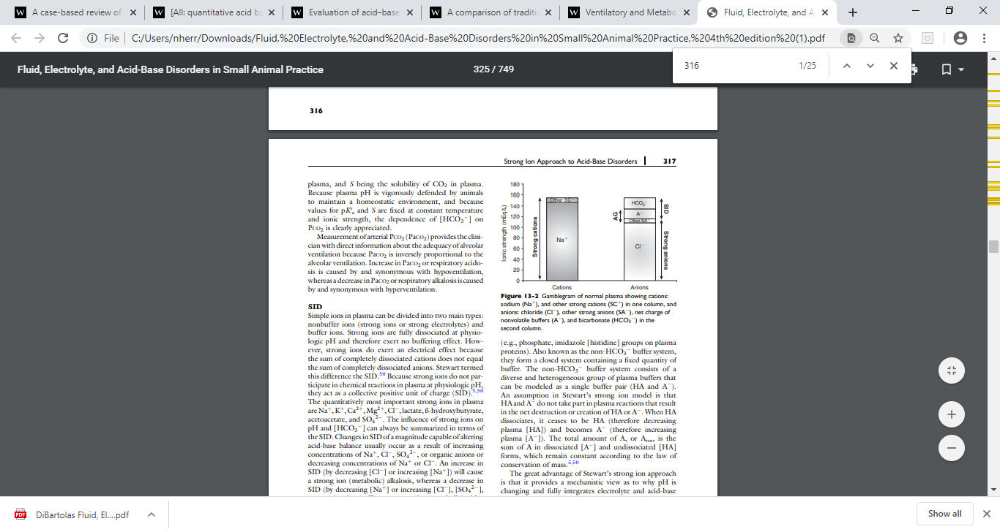 A case-based review of
[All: quantitative acid ba
Evaluation of acid–base
A comparison of traditio
Ventilatory and Metabo
Fluid, Electrolyte, and A
File
C:/Users/nherr/Downloads/Fluid,%20Electrolyte,%20and%20Acid-Base%20Disorders%20in%20Small%20Animal%20Practice,%204th%20edition%20(1).pdf
Fluid, Electrolyte, and Acid-Base Disorders in Small Animal Practice
325 / 749
316
1/25
316
Strong Ion Approach to Acid-Base Disorders
317
plasma, and S being the solubility of CO₂ in plasma.
Because plasma pH is vigorously defended by animals
to maintain a homeostatic environment, and because
values for pK′ₐ and S are fixed at constant temperature
and ionic strength, the dependence of [HCO₃⁻] on
PCO₂ is clearly appreciated.
Measurement of arterial PCO₂ (PaCO₂) provides the clini-
cian with direct information about the adequacy of alveolar
ventilation because PaCO₂ is inversely proportional to the
alveolar ventilation. Increase in PaCO₂ or respiratory acido-
sis is caused by and synonymous with hypoventilation,
whereas a decrease in PaCO₂ or respiratory alkalosis is caused
by and synonymous with hyperventilation.
SID
Simple ions in plasma can be divided into two main types:
nonbuffer ions (strong ions or strong electrolytes) and
buffer ions. Strong ions are fully dissociated at physio-
logic pH and therefore exert no buffering effect. How-
ever, strong ions do exert an electrical effect because
the sum of completely dissociated cations does not equal
the sum of completely dissociated anions. Stewart termed
this difference the SID.⁵⁰ Because strong ions do not par-
ticipate in chemical reactions in plasma at physiologic pH,
they act as a collective positive unit of charge (SID).⁵,⁵⁰
The quantitatively most important strong ions in plasma
are Na⁺, K⁺, Ca²⁺, Mg²⁺, Cl⁻, lactate, ß-hydroxybutyrate,
acetoacetate, and SO₄²⁻. The influence of strong ions on
pH and [HCO₃⁻] can always be summarized in terms of
the SID. Changes in SID of a magnitude capable of altering
acid-base balance usually occur as a result of increasing
concentrations of Na⁺, Cl⁻, SO₄²⁻, or organic anions or
decreasing concentrations of Na⁺ or Cl⁻. An increase in
SID (by decreasing [Cl⁻] or increasing [Na⁺]) will cause
a strong ion (metabolic) alkalosis, whereas a decrease in
SID (by decreasing [Na⁺] or increasing [Cl⁻], [SO₄²⁻],
180
160
140
120
100
80
60
40
20
0
Ionic strength (mEq/L)
Strong cations
Other SC⁺
Na⁺
AG
HCO₃⁻
A⁻
Other SA⁻
Cl⁻
SID
Strong anions
Cations
Anions
Figure 13-2 Gamblegram of normal plasma showing cations:
sodium (Na⁺), and other strong cations (SC⁺) in one column, and
anions: chloride (Cl⁻), other strong anions (SA⁻), net charge of
nonvolatile buffers (A⁻), and bicarbonate (HCO₃⁻) in the
second column.
(e.g., phosphate, imidazole [histidine] groups on plasma
proteins). Also known as the non-HCO₃⁻ buffer system,
they form a closed system containing a fixed quantity of
buffer. The non-HCO₃⁻ buffer system consists of a
diverse and heterogeneous group of plasma buffers that
can be modeled as a single buffer pair (HA and A⁻).
An assumption in Stewart's strong ion model is that
HA and A⁻ do not take part in plasma reactions that result
in the net destruction or creation of HA or A⁻. When HA
dissociates, it ceases to be HA (therefore decreasing
plasma [HA]) and becomes A⁻ (therefore increasing
plasma [A⁻]). The total amount of A, or Aₜₒₜ, is the
sum of A in dissociated [A⁻] and undissociated [HA]
forms, which remain constant according to the law of
conservation of mass.⁵,⁵⁰
The great advantage of Stewart's strong ion approach
is that it provides a mechanistic view as to why pH is
changing and fully integrates electrolyte and acid-base
DiBartolas Fluid, El....pdf
Show all